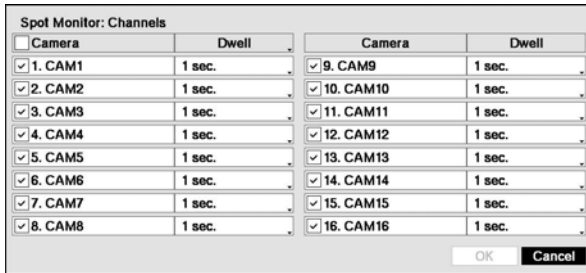 Spot Monitor: Channels
Camera Dwell Camera Dwell
1. CAM1 1 sec. 9. CAM9 1 sec.
2. CAM2 1 sec. 10. CAM10 1 sec.
3. CAM3 1 sec. 11. CAM11 1 sec.
4. CAM4 1 sec. 12. CAM12 1 sec.
5. CAM5 1 sec. 13. CAM13 1 sec.
6. CAM6 1 sec. 14. CAM14 1 sec.
7. CAM7 1 sec. 15. CAM15 1 sec.
8. CAM8 1 sec. 16. CAM16 1 sec.
OK Cancel